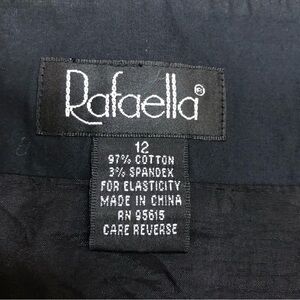 Rafaella®
12
97% COTTON
3% SPANDEX
FOR ELASTICITY
MADE IN CHINA
RN 95615
CARE REVERSE